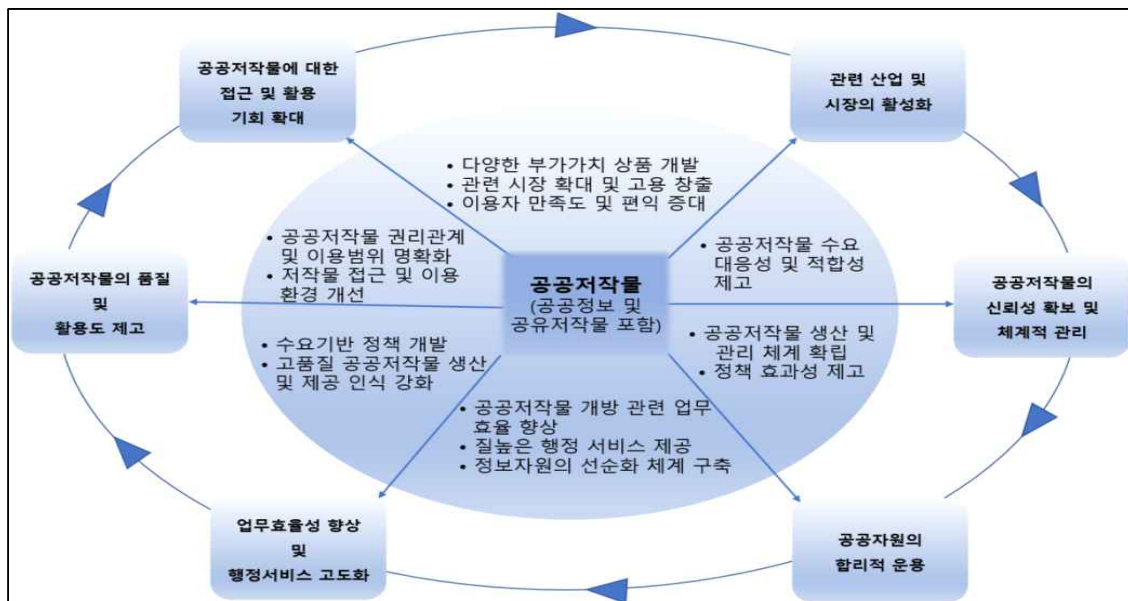 공공저작물에 대한
접근 및 활용
기회 확대
관련 산업 및
시장의 활성화
• 다양한 부가가치 상품 개발
• 관련 시장 확대 및 고용 창출
• 이용자 만족도 및 편익 증대
• 공공저작물 권리관계
및 이용범위 명확화
• 저작물 접근 및 이용
환경 개선
• 공공저작물 수요
대응성 및 적합성
제고
공공저작물의 품질
및
활용도 제고
공공저작물
(공공정보 및
공유저작물 포함)
공공저작물의
신뢰성 확보 및
체계적 관리
• 수요기반 정책 개발
• 고품질 공공저작물 생산
및 제공 인식 강화
• 공공저작물 생산 및
관리 체계 확립
• 정책 효과성 제고
• 공공저작물 개방 관련 업무
효율 향상
• 질높은 행정 서비스 제공
• 정보자원의 선순화 체계 구축
업무효율성 향상
및
행정서비스 고도화
공공자원의
합리적 운용